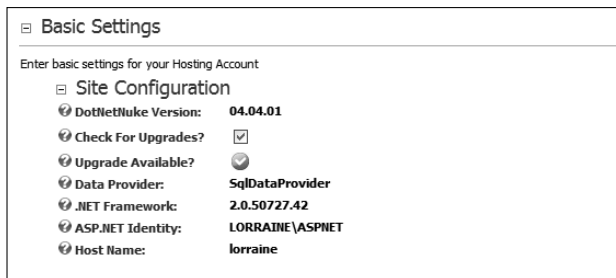 Basic Settings
Enter basic settings for your Hosting Account
Site Configuration
DotNetNuke Version: 04.04.01
Check For Upgrades?
Upgrade Available?
Data Provider: SqlDataProvider
.NET Framework: 2.0.50727.42
ASP.NET Identity: LORRAINE\ASPNET
Host Name: lorraine